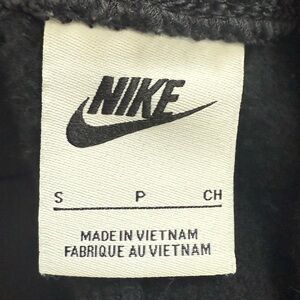 NIKE
S P CH
MADE IN VIETNAM
FABRIQUE AU VIETNAM